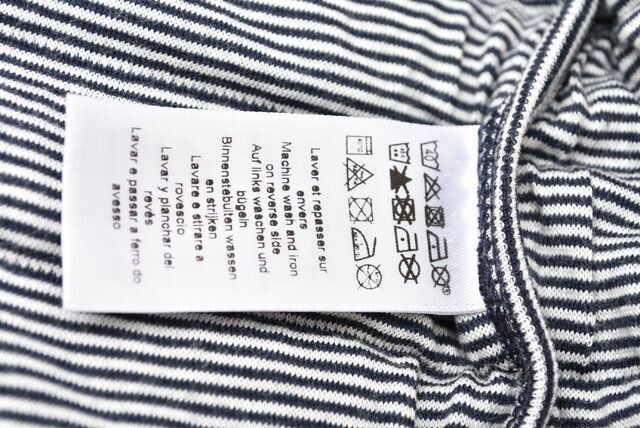 Laver et repasser sur
envers
Machine wash and iron
on reverse side
Auf links waschen und
bügeln
Binnenstebuiten wassen
en strijken
Lavare e stirare a
rovescio
Lavar y planchar del
revés
Lavar e passar a ferro do
avesso